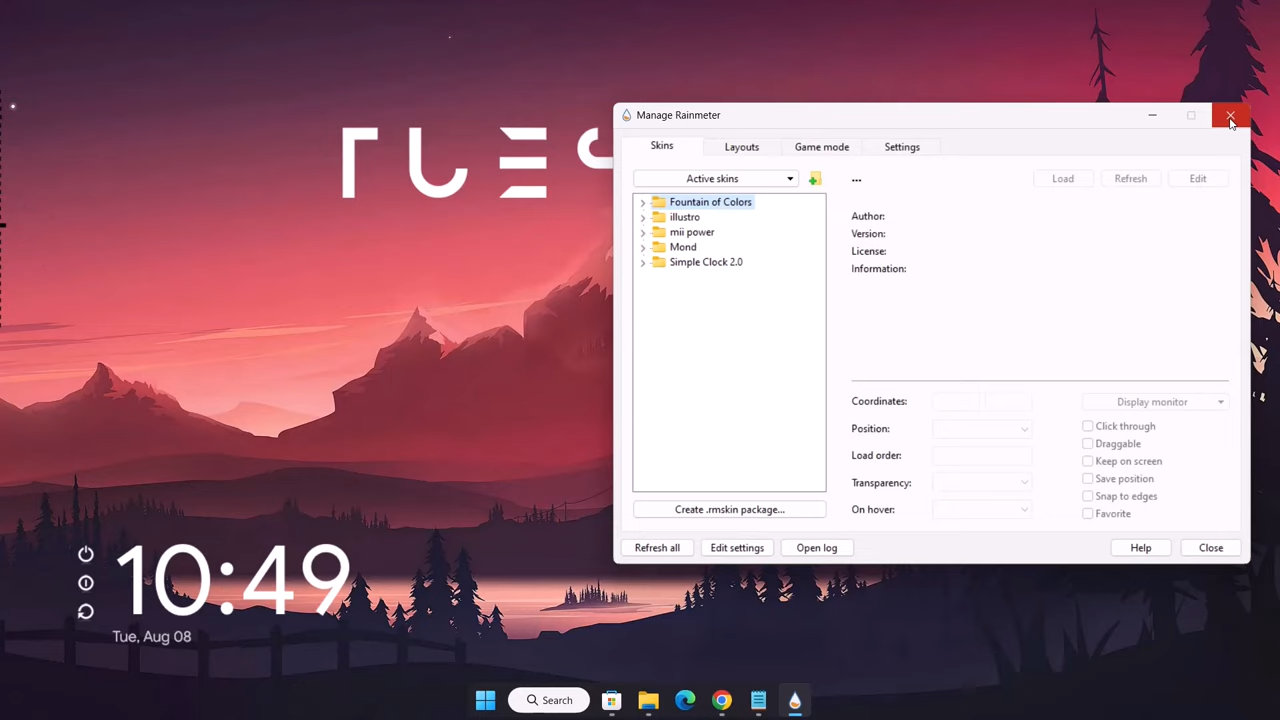 TUES
Manage Rainmeter
Skins
Layouts
Game mode
Settings
Active skins
...
Load
Refresh
Edit
Fountain of Colors
illustro
mii power
Mond
Simple Clock 2.0
Author:
Version:
License:
Information:
Coordinates:
Display monitor
Position:
Click through
Draggable
Load order:
Keep on screen
Transparency:
Save position
Snap to edges
On hover:
Favorite
Create .rmskin package...
Refresh all
Edit settings
Open log
Help
Close
10:49
Tue, Aug 08
Search